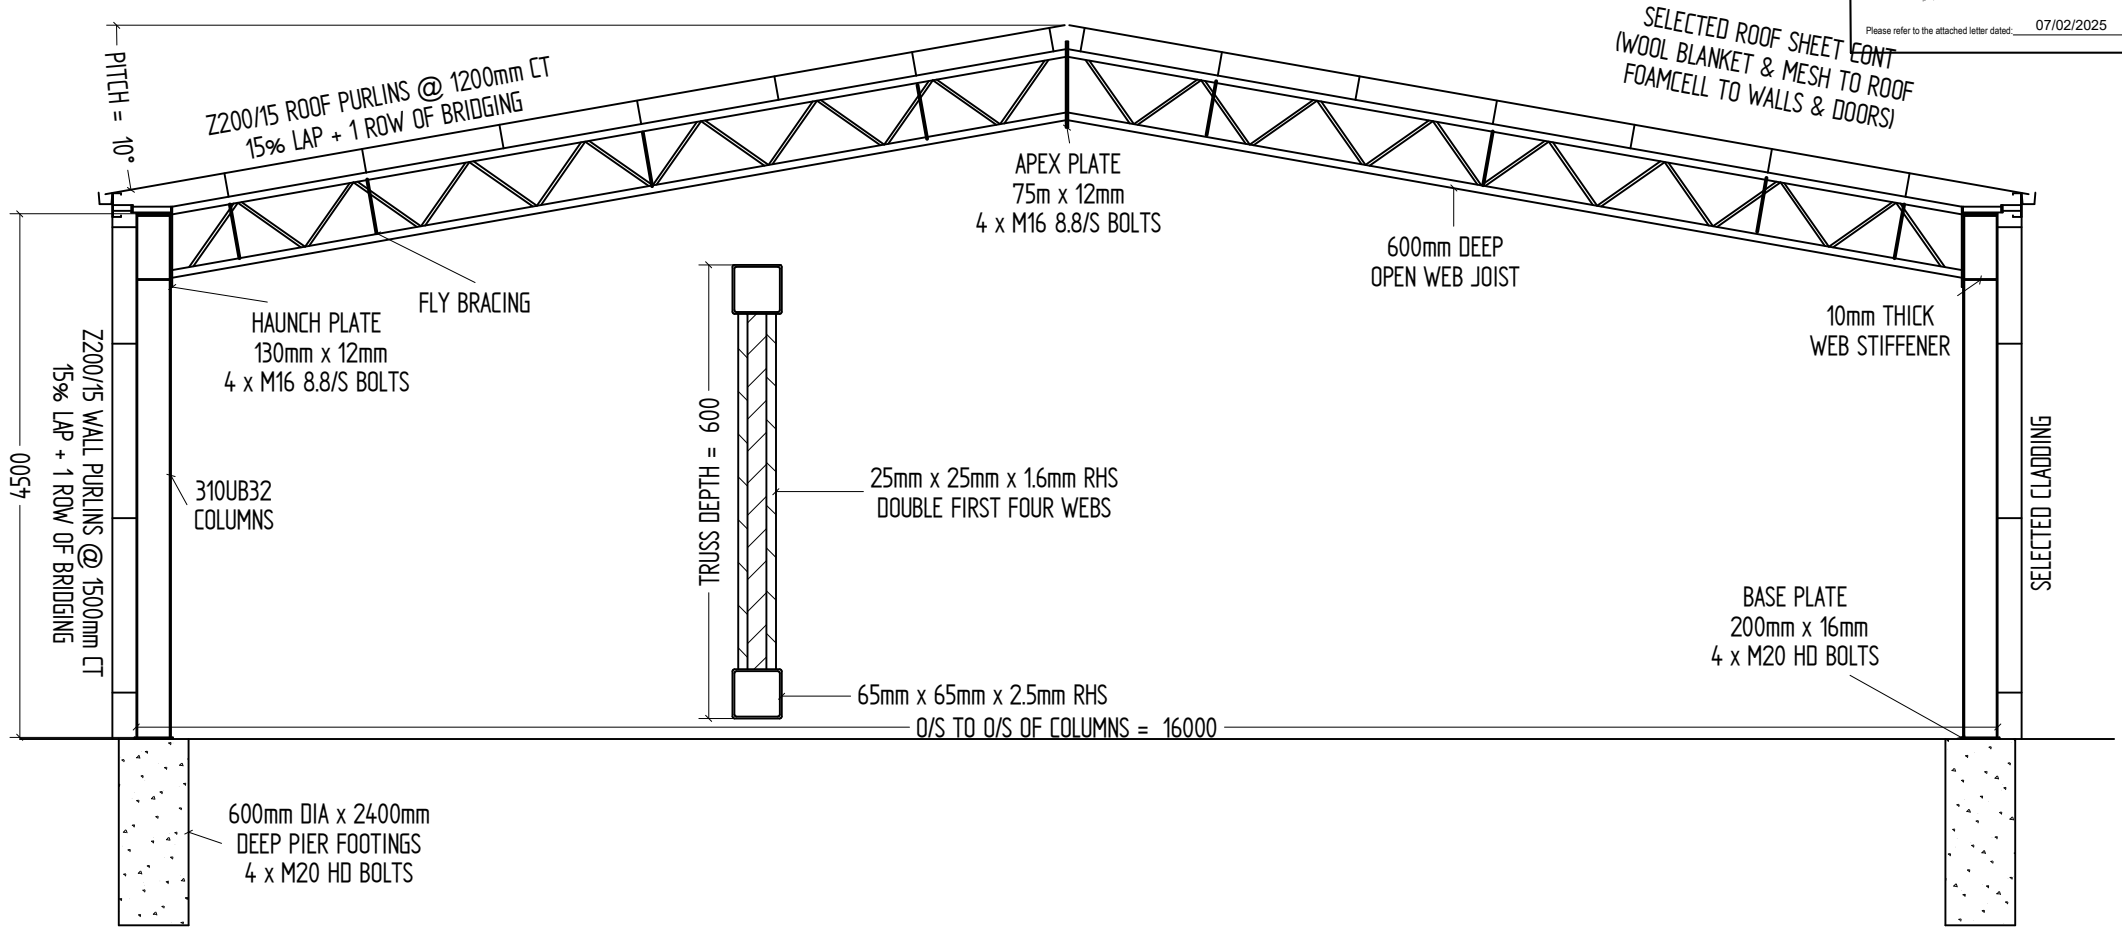 Please refer to the attached letter dated: 07/02/2025
SELECTED ROOF SHEET CONT
(WOOL BLANKET & MESH TO ROOF
FOAMCELL TO WALLS & DOORS)
PITCH = 10°
Z200/15 ROOF PURLINS @ 1200mm CT
15% LAP + 1 ROW OF BRIDGING
APEX PLATE
75m x 12mm
4 x M16 8.8/S BOLTS
600mm DEEP
OPEN WEB JOIST
FLY BRACING
HAUNCH PLATE
130mm x 12mm
4 x M16 8.8/S BOLTS
10mm THICK
WEB STIFFENER
4500
Z200/15 WALL PURLINS @ 1500mm CT
15% LAP + 1 ROW OF BRIDGING
310UB32
COLUMNS
TRUSS DEPTH = 600
25mm x 25mm x 1.6mm RHS
DOUBLE FIRST FOUR WEBS
SELECTED CLADDING
BASE PLATE
200mm x 16mm
4 x M20 HD BOLTS
65mm x 65mm x 2.5mm RHS
O/S TO O/S OF COLUMNS = 16000
600mm DIA x 2400mm
DEEP PIER FOOTINGS
4 x M20 HD BOLTS